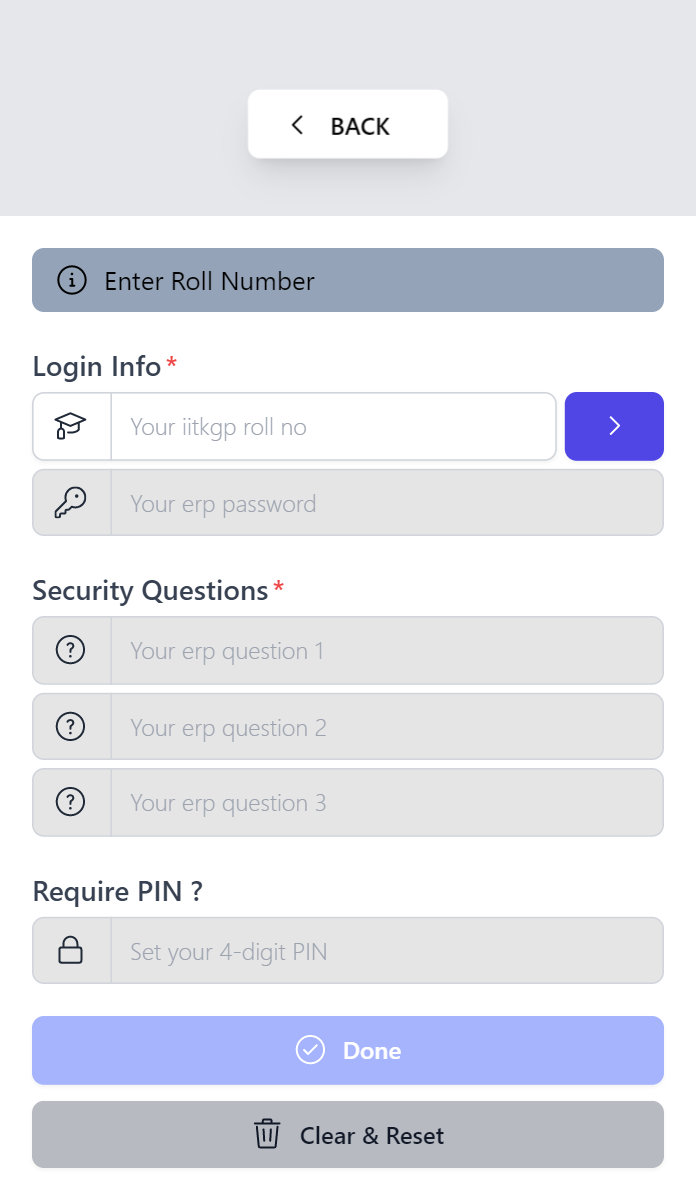 BACK
Enter Roll Number
Login Info *
Your iitkgp roll no
Your erp password
Security Questions *
Your erp question 1
Your erp question 2
Your erp question 3
Require PIN ?
Set your 4-digit PIN
Done
Clear & Reset